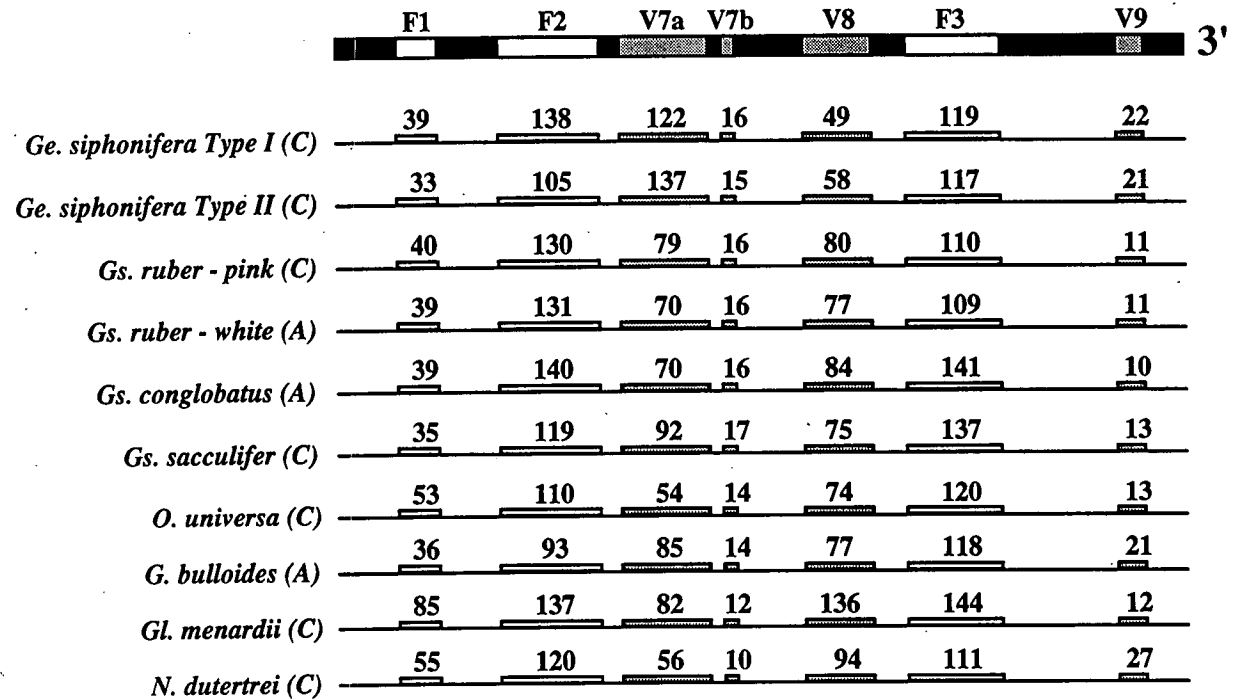 F1 F2 V7a V7b V8 F3 V9
3'
Ge. siphonifera Type I (C) 39 138 122 16 49 119 22
Ge. siphonifera Type II (C) 33 105 137 15 58 117 21
Gs. ruber - pink (C) 40 130 79 16 80 110 11
Gs. ruber - white (A) 39 131 70 16 77 109 11
Gs. conglobatus (A) 39 140 70 16 84 141 10
Gs. sacculifer (C) 35 119 92 17 75 137 13
O. universa (C) 53 110 54 14 74 120 13
G. bulloides (A) 36 93 85 14 77 118 21
Gl. menardii (C) 85 137 82 12 136 144 12
N. dutertrei (C) 55 120 56 10 94 111 27